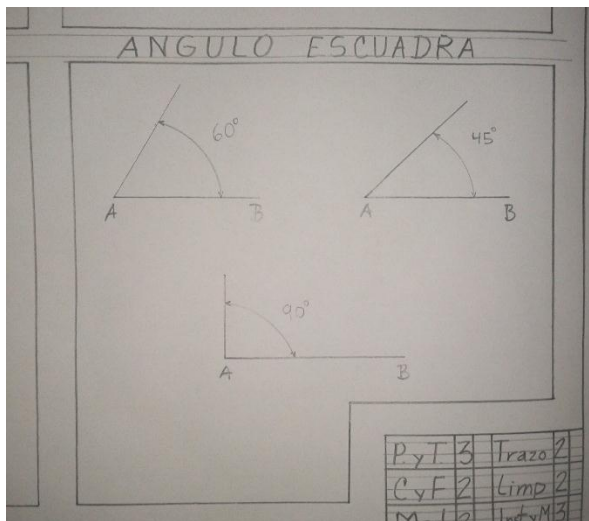 ANGULO ESCUADRA
60°
45°
A B
A B
90°
A B
P.yT 3 Trazo 2
CyF 2 Limp 2